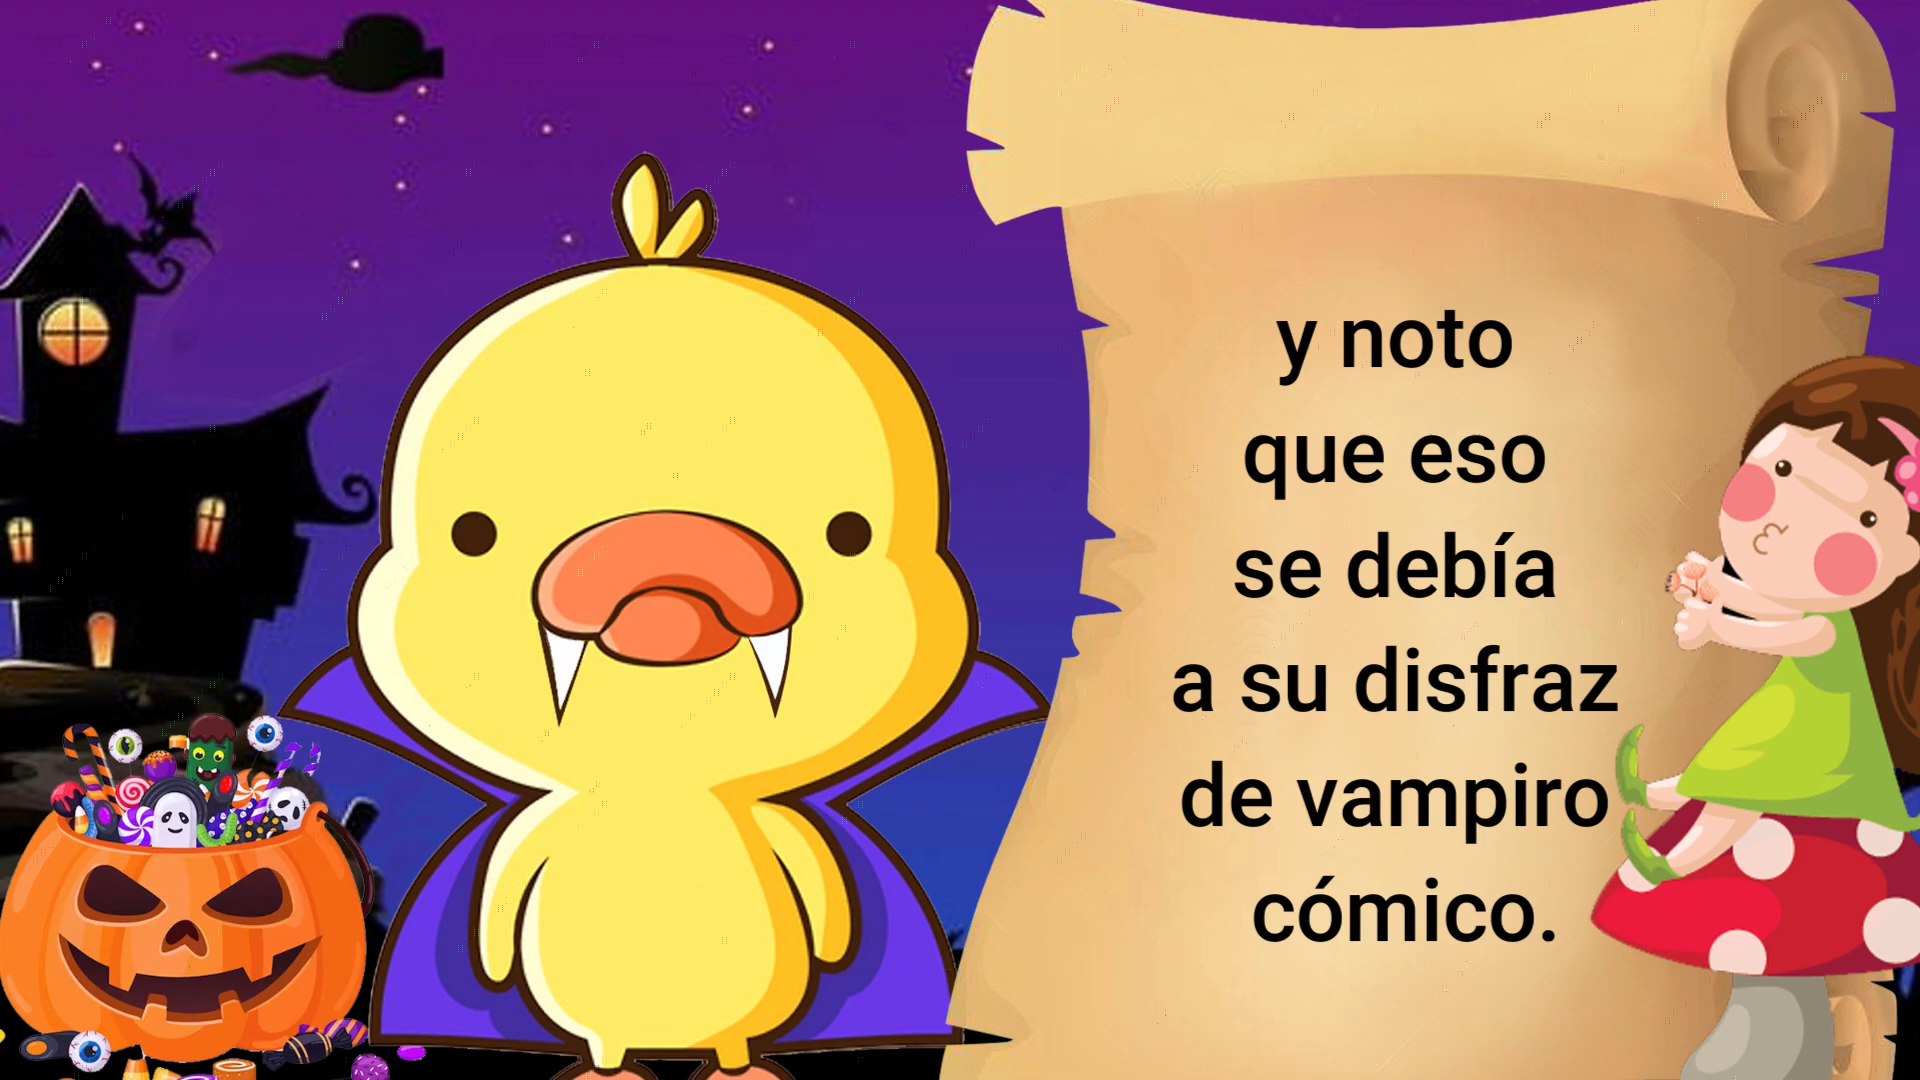 y noto
que eso
se debía
a su disfraz
de vampiro
cómico.